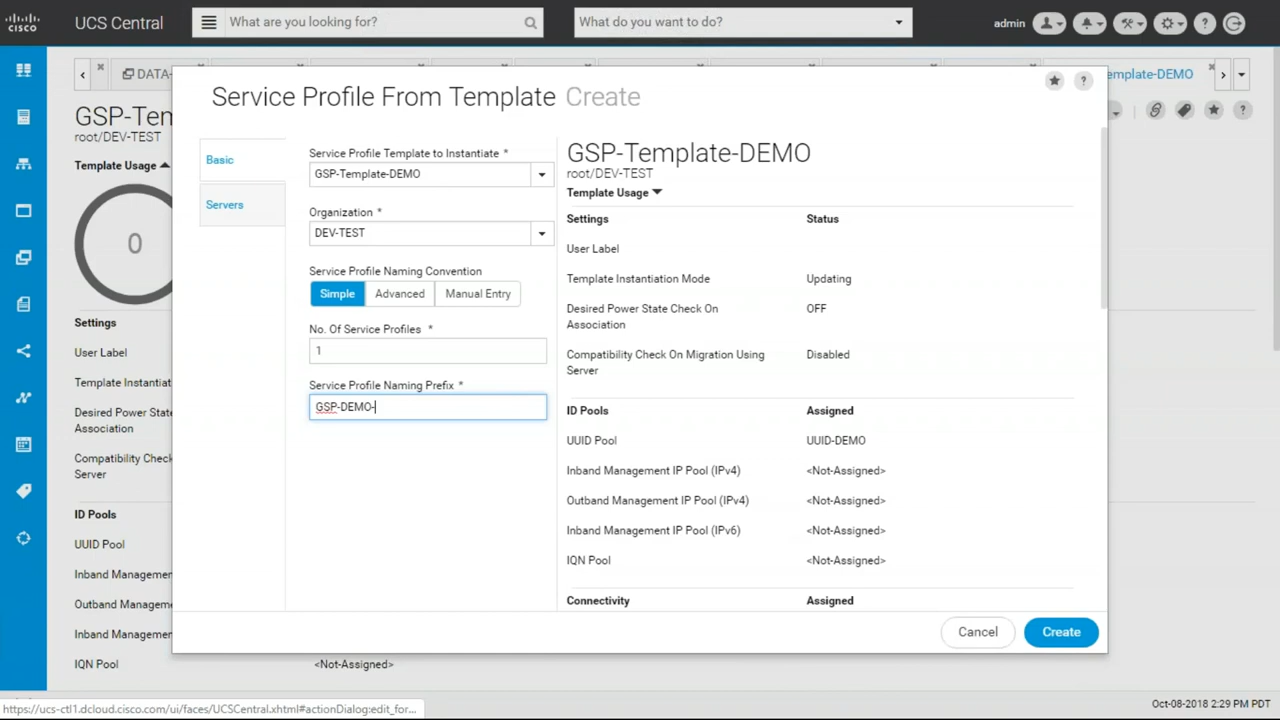 cisco
UCS Central
What are you looking for?
What do you want to do?
admin
DATA-
emplate-DEMO
GSP-Tem
root/DEV-TEST
Template Usage
0
Settings
User Label
Template Instantiat
Desired Power State
Association
Compatibility Check
Server
ID Pools
UUID Pool
Inband Managemen
Outband Managem
Inband Managemen
IQN Pool
<Not-Assigned>
Service Profile From Template Create
Basic
Servers
Service Profile Template to Instantiate *
GSP-Template-DEMO
Organization *
DEV-TEST
Service Profile Naming Convention
Simple Advanced Manual Entry
No. Of Service Profiles *
1
Service Profile Naming Prefix *
GSP-DEMO-
GSP-Template-DEMO
root/DEV-TEST
Template Usage
Settings Status
User Label
Template Instantiation Mode Updating
Desired Power State Check On OFF
Association
Compatibility Check On Migration Using Disabled
Server
ID Pools Assigned
UUID Pool UUID-DEMO
Inband Management IP Pool (IPv4) <Not-Assigned>
Outband Management IP Pool (IPv4) <Not-Assigned>
Inband Management IP Pool (IPv6) <Not-Assigned>
IQN Pool <Not-Assigned>
Connectivity Assigned
Cancel Create
https://ucs-ctl1.dcloud.cisco.com/ui/faces/UCSCentral.xhtml#actionDialog:edit_for...
Oct-08-2018 2:29 PM PDT